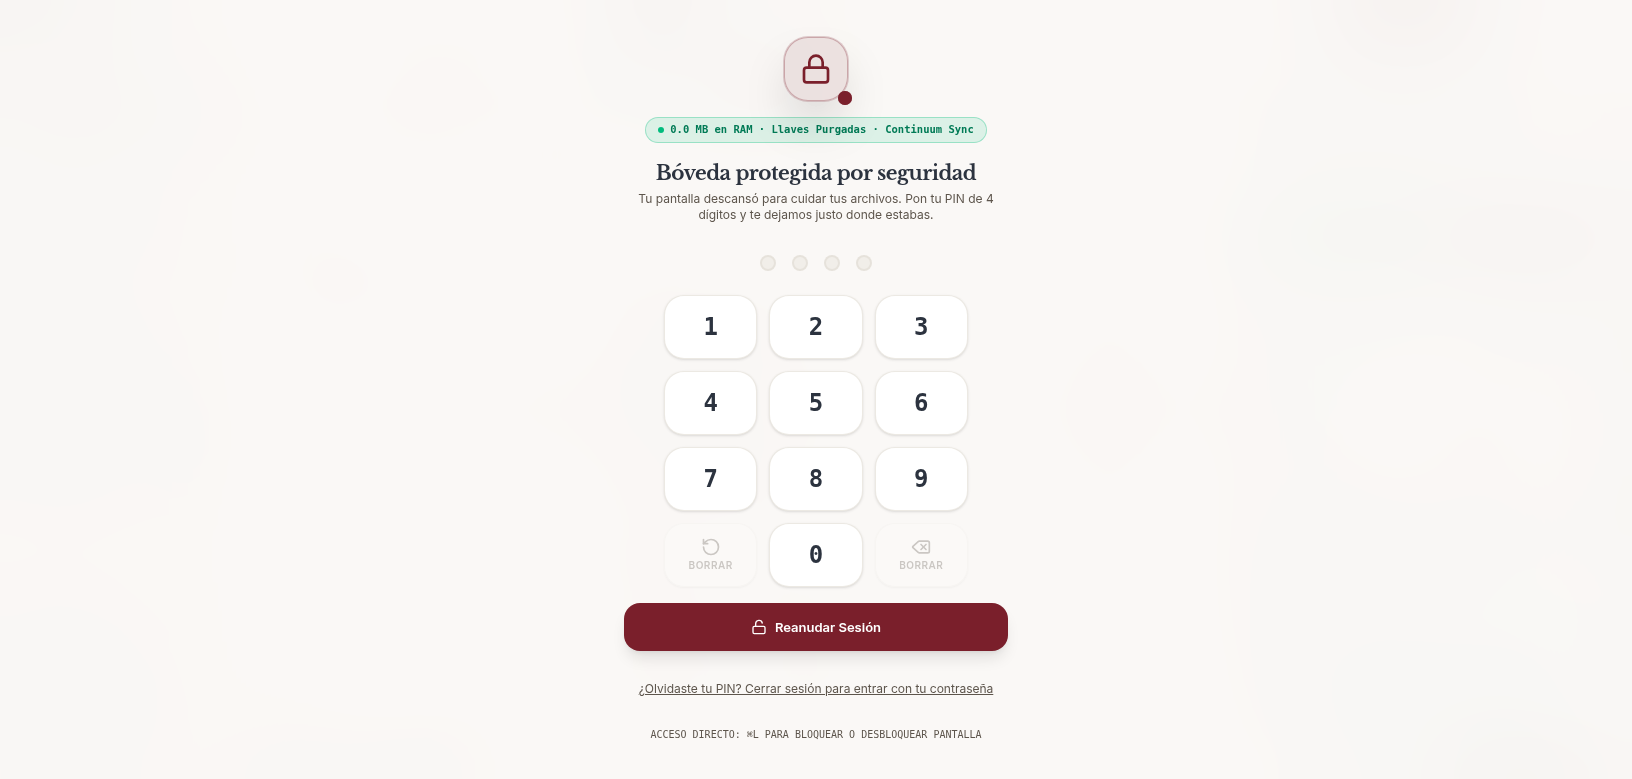 0.0 MB en RAM · Llaves Purgadas · Continuum Sync
Bóveda protegida por seguridad
Tu pantalla descansó para cuidar tus archivos. Pon tu PIN de 4
dígitos y te dejamos justo donde estabas.
1 2 3
4 5 6
7 8 9
BORRAR 0 BORRAR
Reanudar Sesión
¿Olvidaste tu PIN? Cerrar sesión para entrar con tu contraseña
ACCESO DIRECTO: ⌘L PARA BLOQUEAR O DESBLOQUEAR PANTALLA